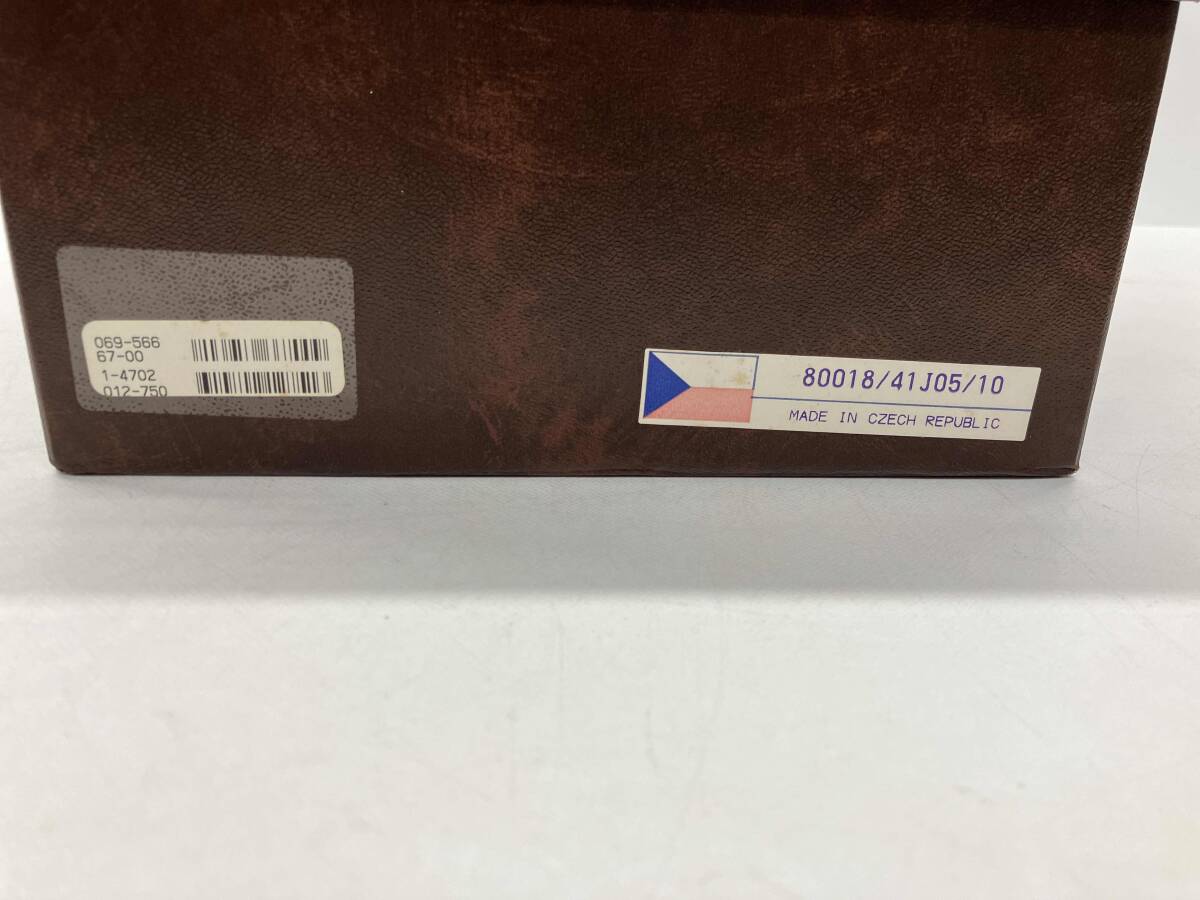 069-566
67-00
1-4702
012-750
80018/41J05/10
MADE IN CZECH REPUBLIC